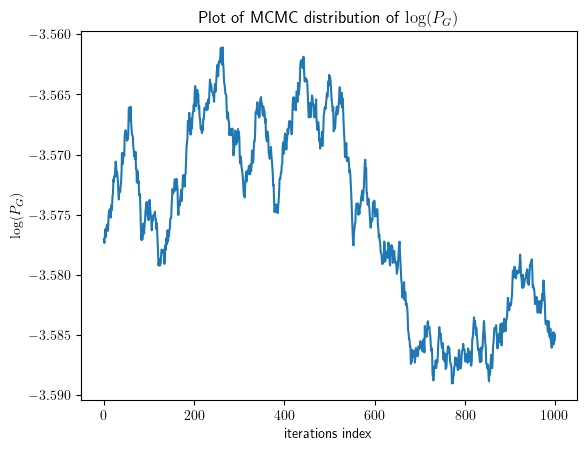 Plot of MCMC distribution of log(P_G)
−3.560
−3.565
−3.570
−3.575
−3.580
−3.585
−3.590
log(P_G)
0 200 400 600 800 1000
iterations index